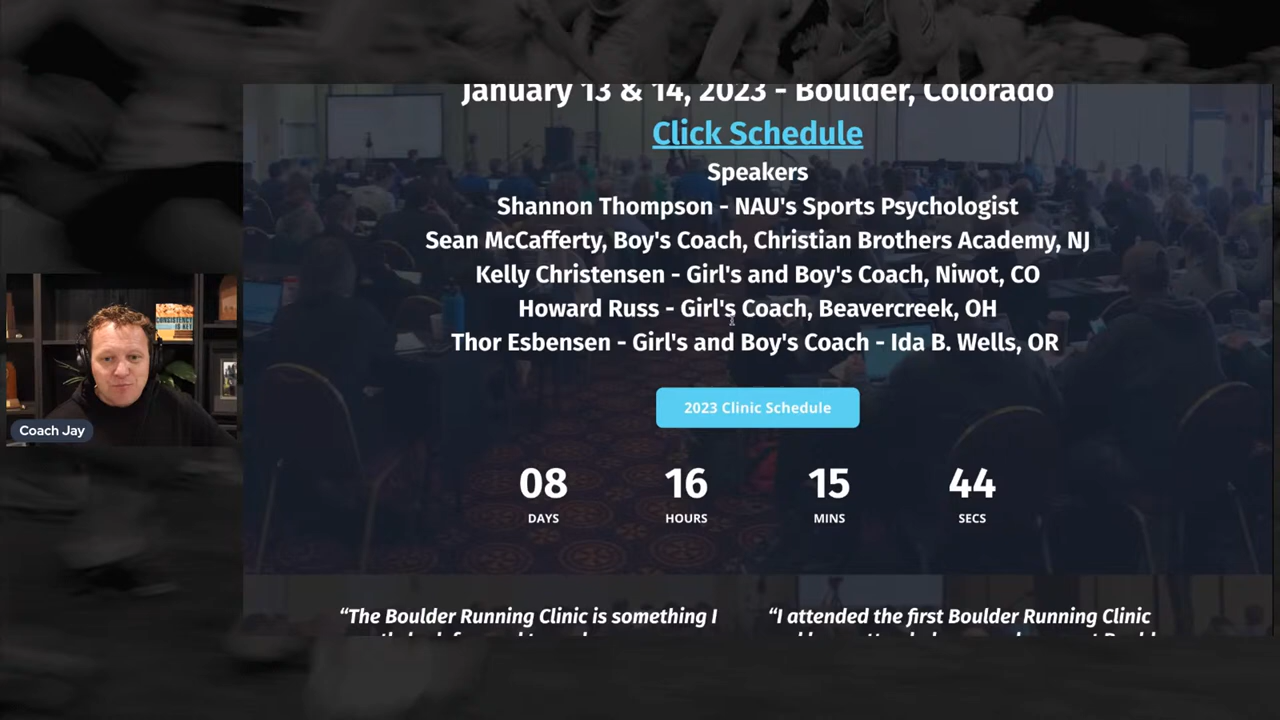 January 13 & 14, 2023 - Boulder, Colorado
Click Schedule
Speakers
Shannon Thompson - NAU's Sports Psychologist
Sean McCafferty, Boy's Coach, Christian Brothers Academy, NJ
Kelly Christensen - Girl's and Boy's Coach, Niwot, CO
Howard Russ - Girl's Coach, Beavercreek, OH
Thor Esbensen - Girl's and Boy's Coach - Ida B. Wells, OR
CONSISTENCY
IS KEY
Coach Jay
2023 Clinic Schedule
08 16 15 44
DAYS HOURS MINS SECS
“The Boulder Running Clinic is something I
“I attended the first Boulder Running Clinic